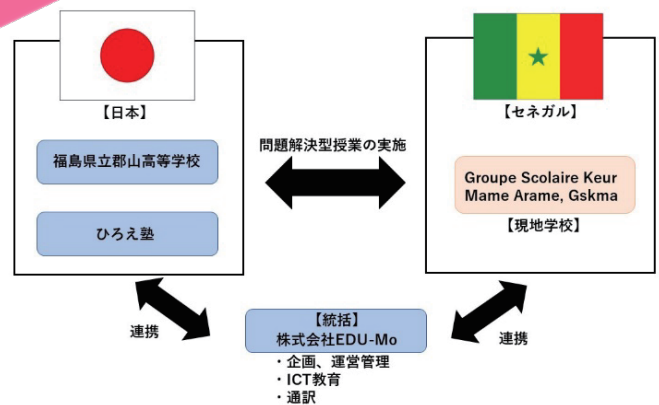 【日本】
福島県立郡山高等学校
ひろえ塾
問題解決型授業の実施
【セネガル】
Groupe Scolaire Keur
Mame Arame, Gskma
【現地学校】
連携
【統括】
株式会社EDU-Mo
・企画、運営管理
・ICT教育
・通訳
連携